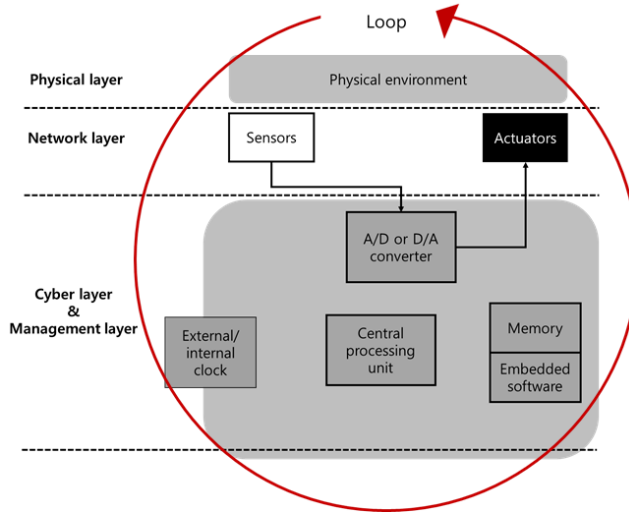 Loop
Physical layer
Physical environment
Network layer
Sensors
Actuators
A/D or D/A
converter
Cyber layer
&
Management layer
External/
internal
clock
Central
processing
unit
Memory
Embedded
software